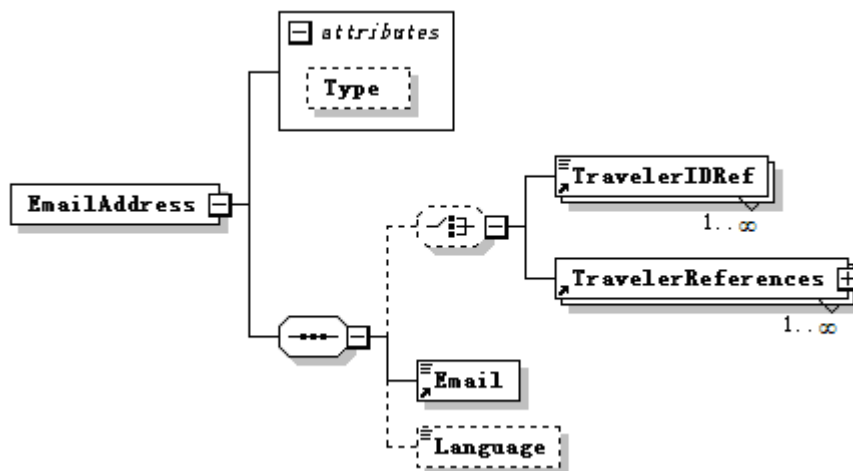 attributes
Type
EmailAddress
TravelerIDRef
1..∞
TravelerReferences
1..∞
Email
Language